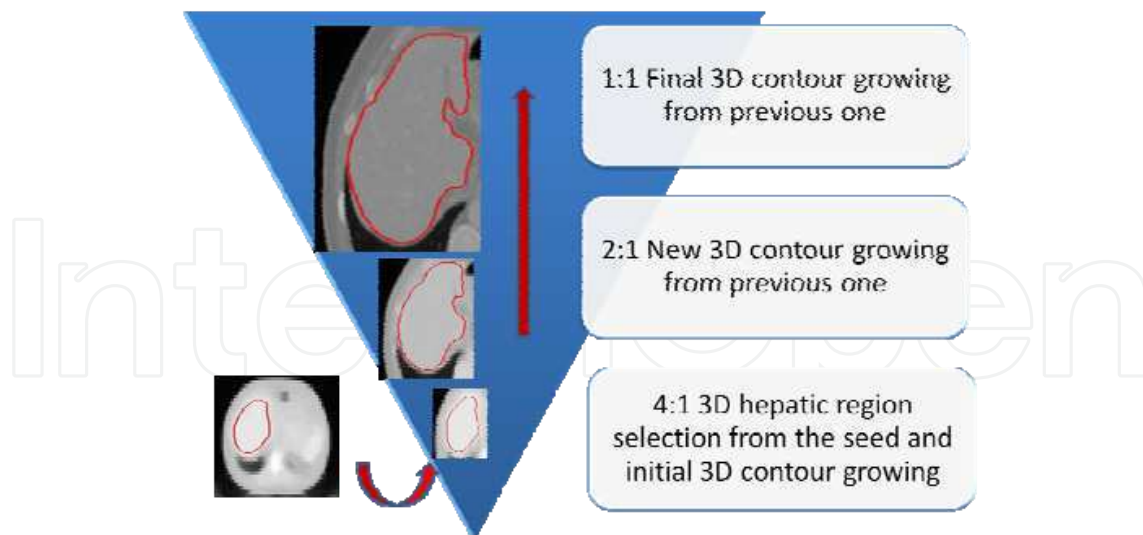 1:1 Final 3D contour growing
from previous one
2:1 New 3D contour growing
from previous one
4:1 3D hepatic region
selection from the seed and
initial 3D contour growing